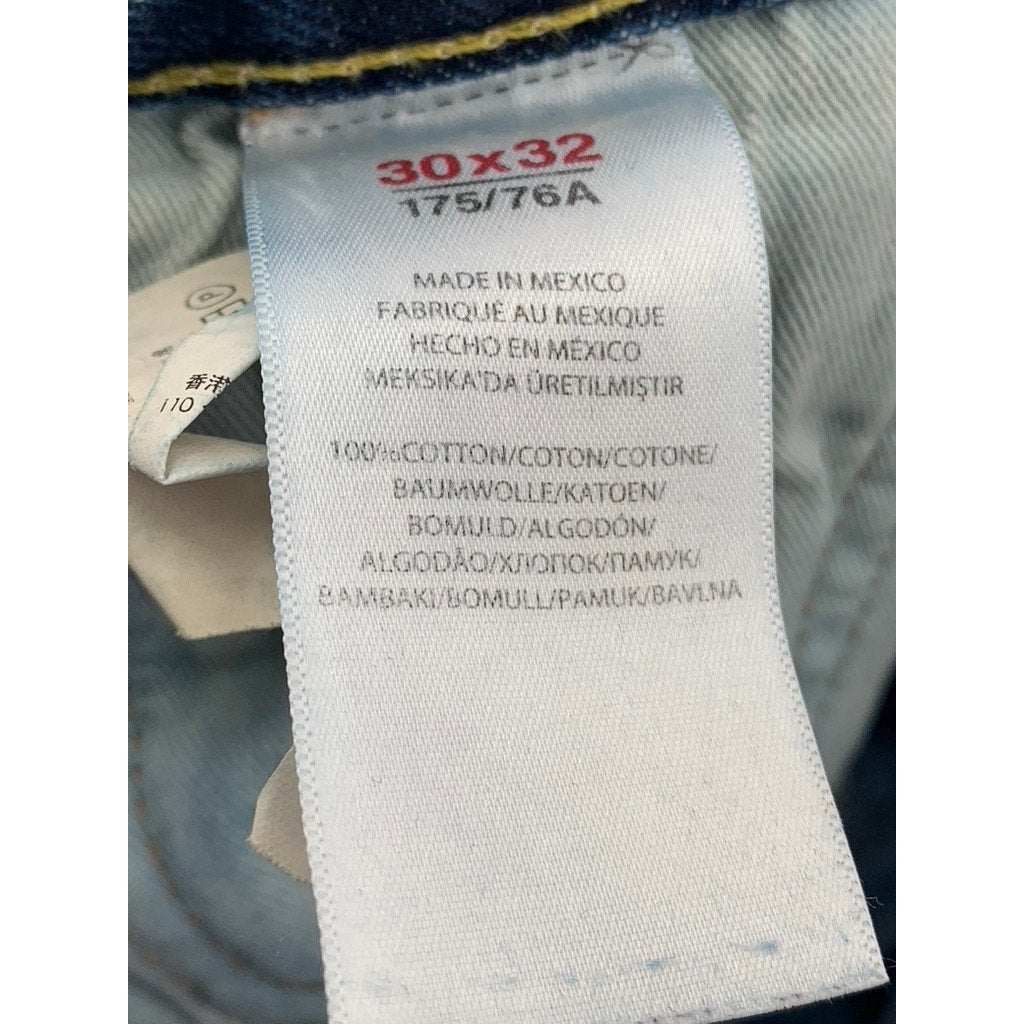 30x32
175/76A
MADE IN MEXICO
FABRIQUÉ AU MEXIQUE
HECHO EN MÉXICO
MEKSIKA'DA ÜRETILMIŞTIR
100%COTTON/COTON/COTONE/
BAUMWOLLE/KATOEN/
BOMULD/ALGODÓN/
ALGODÃO/ХЛОПОК/ПАМУК/
BAMBAKI/BOMULL/PAMUK/BAVLNA
香港
110